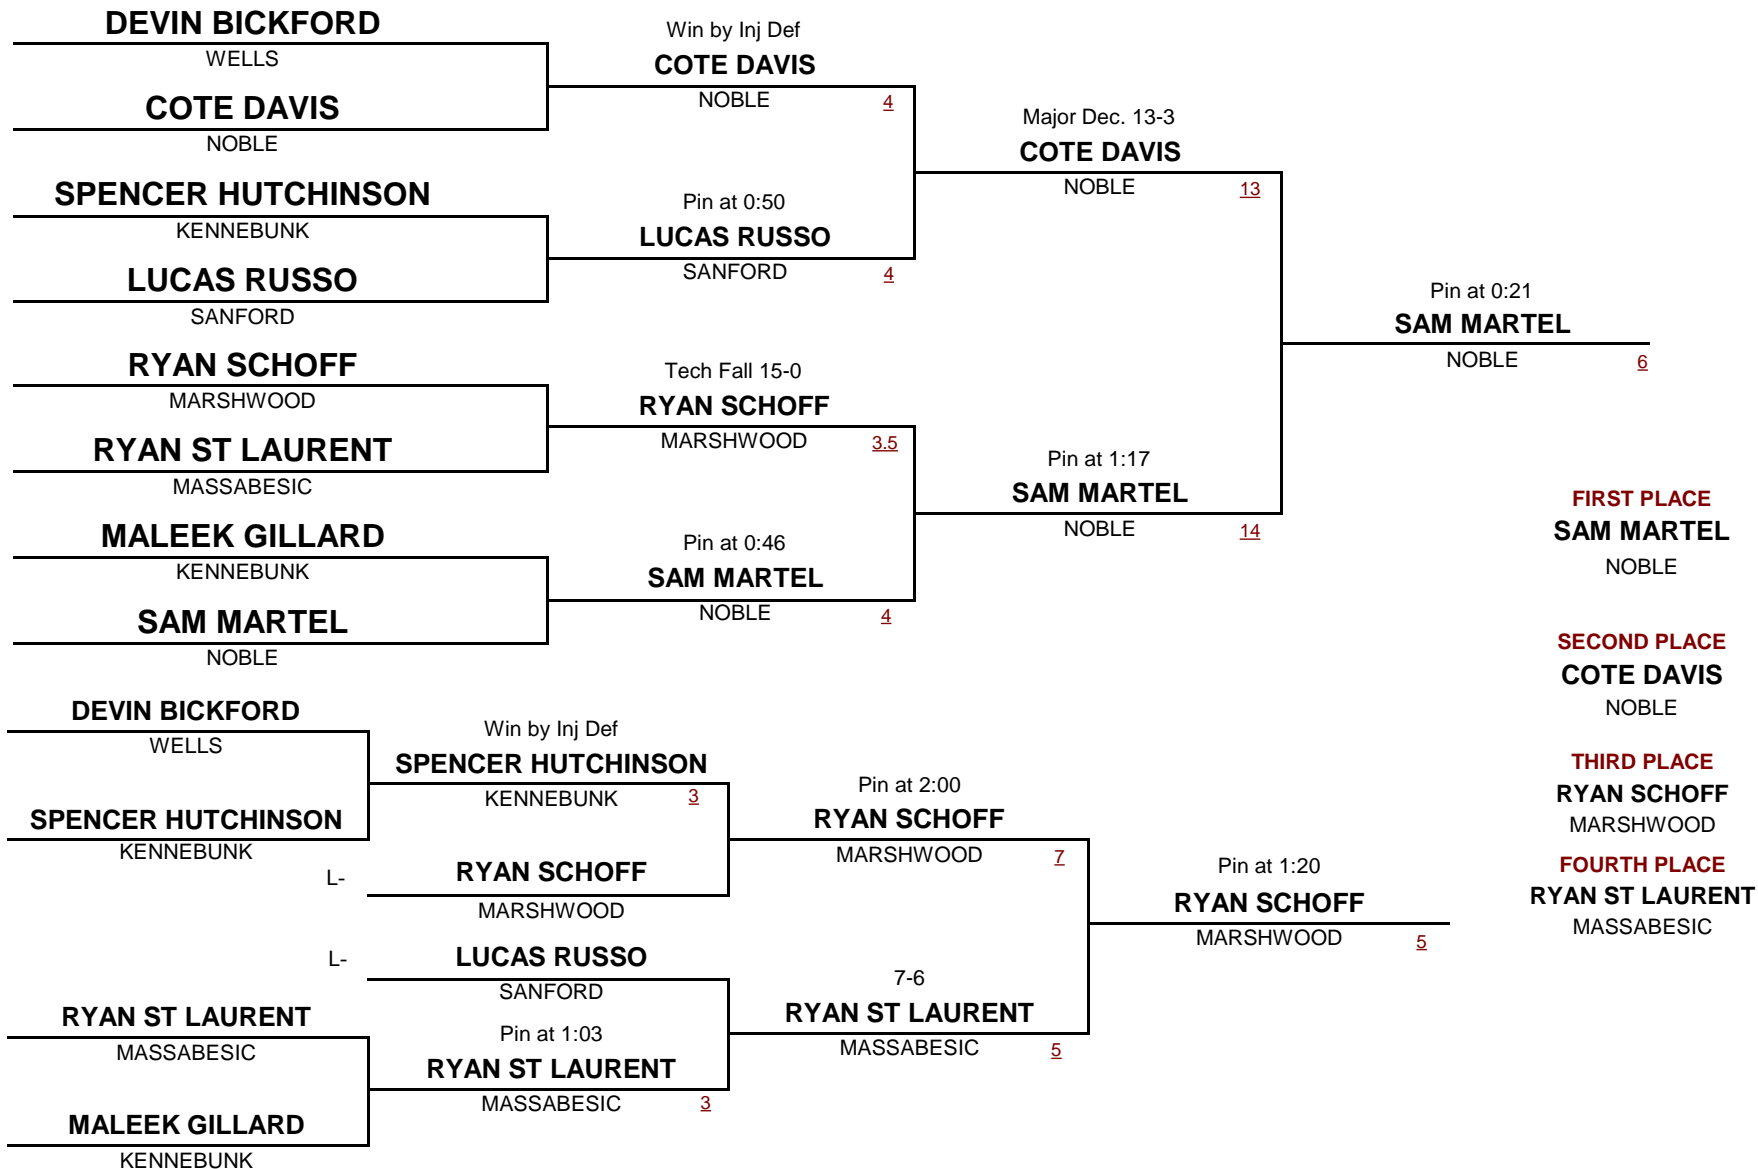 DEVIN BICKFORD
WELLS
COTE DAVIS
NOBLE
SPENCER HUTCHINSON
KENNEBUNK
LUCAS RUSSO
SANFORD
RYAN SCHOFF
MARSHWOOD
RYAN ST LAURENT
MASSABESIC
MALEEK GILLARD
KENNEBUNK
SAM MARTEL
NOBLE
Win by Inj Def
COTE DAVIS
NOBLE 4
Pin at 0:50
LUCAS RUSSO
SANFORD 4
Tech Fall 15-0
RYAN SCHOFF
MARSHWOOD 3.5
Pin at 0:46
SAM MARTEL
NOBLE 4
Major Dec. 13-3
COTE DAVIS
NOBLE 13
Pin at 1:17
SAM MARTEL
NOBLE 14
Pin at 0:21
SAM MARTEL
NOBLE 6
DEVIN BICKFORD
WELLS
SPENCER HUTCHINSON
KENNEBUNK
RYAN ST LAURENT
MASSABESIC
MALEEK GILLARD
KENNEBUNK
Win by Inj Def
SPENCER HUTCHINSON
KENNEBUNK 3
L- RYAN SCHOFF
MARSHWOOD
L- LUCAS RUSSO
SANFORD
Pin at 1:03
RYAN ST LAURENT
MASSABESIC 3
Pin at 2:00
RYAN SCHOFF
MARSHWOOD 7
7-6
RYAN ST LAURENT
MASSABESIC 5
Pin at 1:20
RYAN SCHOFF
MARSHWOOD 5
FIRST PLACE
SAM MARTEL
NOBLE
SECOND PLACE
COTE DAVIS
NOBLE
THIRD PLACE
RYAN SCHOFF
MARSHWOOD
FOURTH PLACE
RYAN ST LAURENT
MASSABESIC